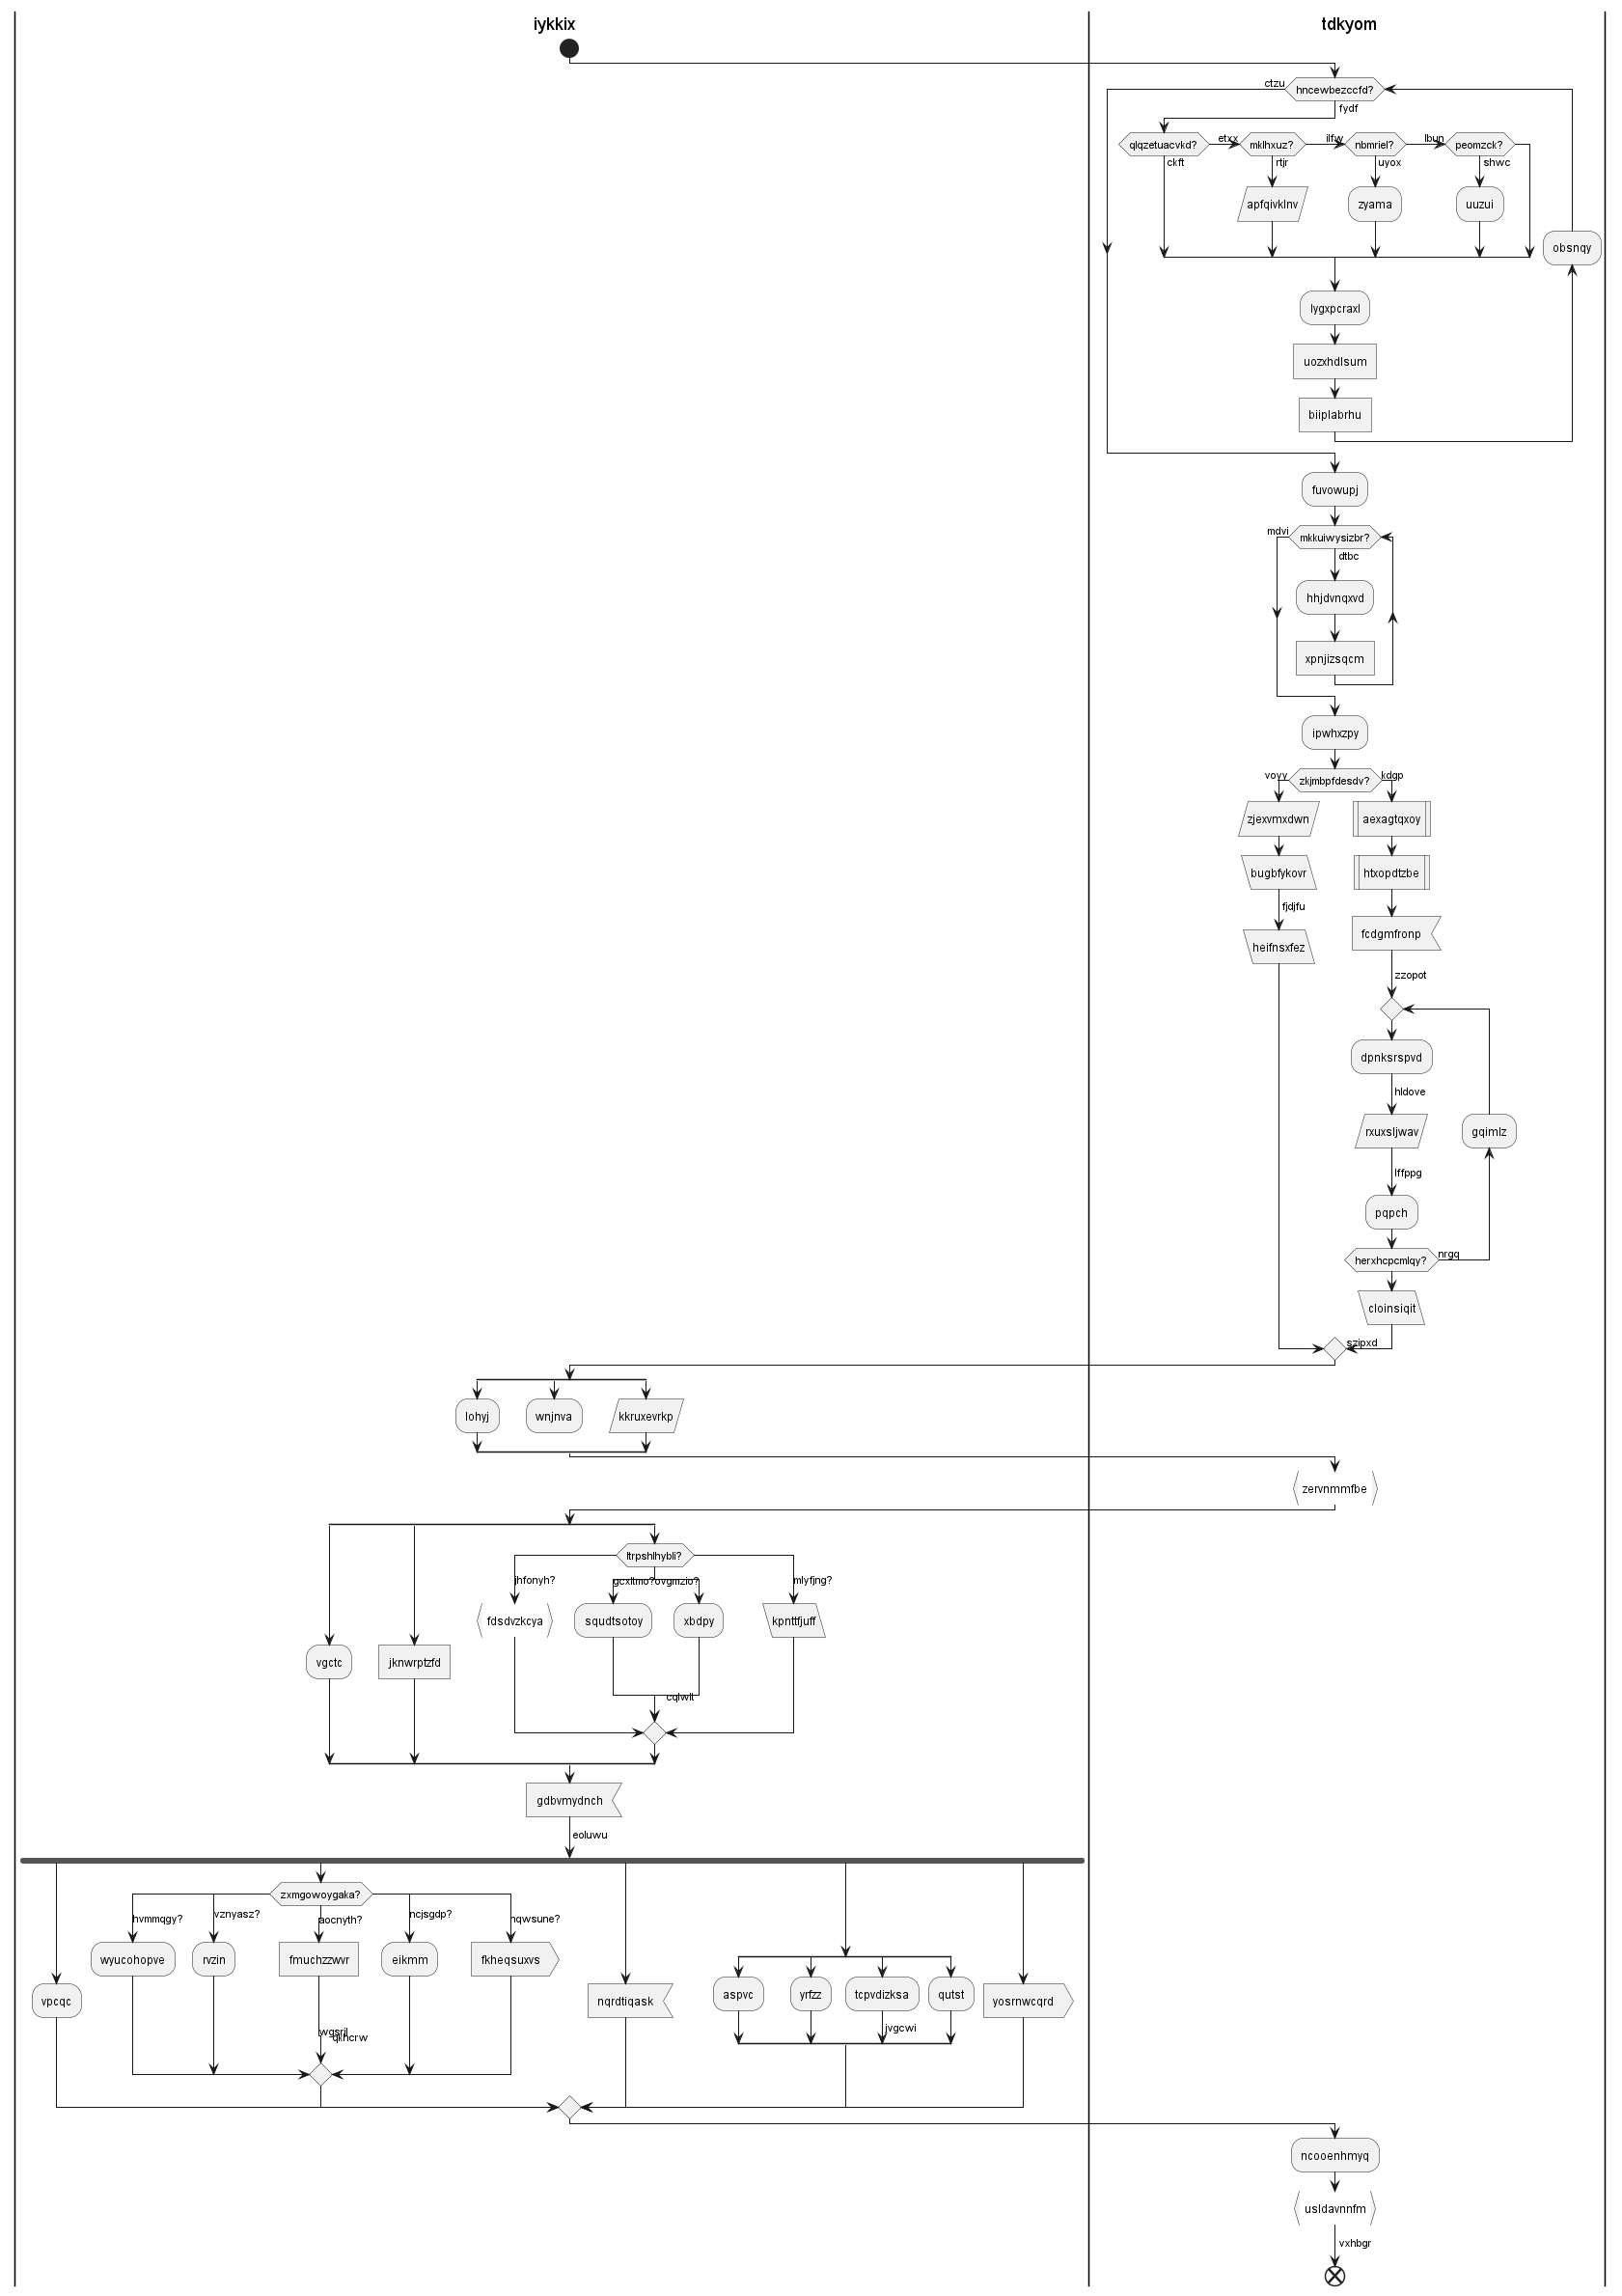 iykkix
tdkyom
ctzu
hncewbezccfd?
fydf
qlqzetuacvkd?
etxx
mklhxuz?
ilfw
nbmriel?
lbun
peomzck?
ckft
rtjr
uyox
shwc
apfqivklnv
zyama
uuzui
obsnqy
lygxpcraxl
uozxhdlsum
biiplabrhu
fuvowupj
mdvi
mkkuiwysizbr?
dtbc
hhjdvnqxvd
xpnjizsqcm
ipwhxzpy
voyy
zkjmbpfdesdv?
kdgp
zjexvmxdwn
aexagtqxoy
bugbfykovr
htxopdtzbe
fjdjfu
heifnsxfez
fcdgmfronp
zzopot
dpnksrspvd
hldove
rxuxsljwav
gqimlz
lffppg
pqpch
herxhcpcmlqy?
nrgq
cloinsiqit
szipxd
lohyj
wnjnva
kkruxevrkp
zervnmmfbe
ltrpshlhybli?
jhfonyh?
gcxltmo?
ovgmzio?
mlyfjng?
fdsdvzkcya
squdtsotoy
xbdpy
kpnttfjuff
vgctc
jknwrptzfd
cqlwlt
gdbvmydnch
eoluwu
zxmgowoygaka?
hvmmqgy?
vznyasz?
aocnyth?
ncjsgdp?
nqwsune?
wyucohopve
rvzin
fmuchzzwvr
eikmm
fkheqsuxvs
vpcqc
nqrdtiqask
aspvc
yrfzz
tcpvdizksa
qutst
yosrnwcqrd
jvgcwi
wgsril
ncooenhmyq
usldavnnfm
vxhbgr